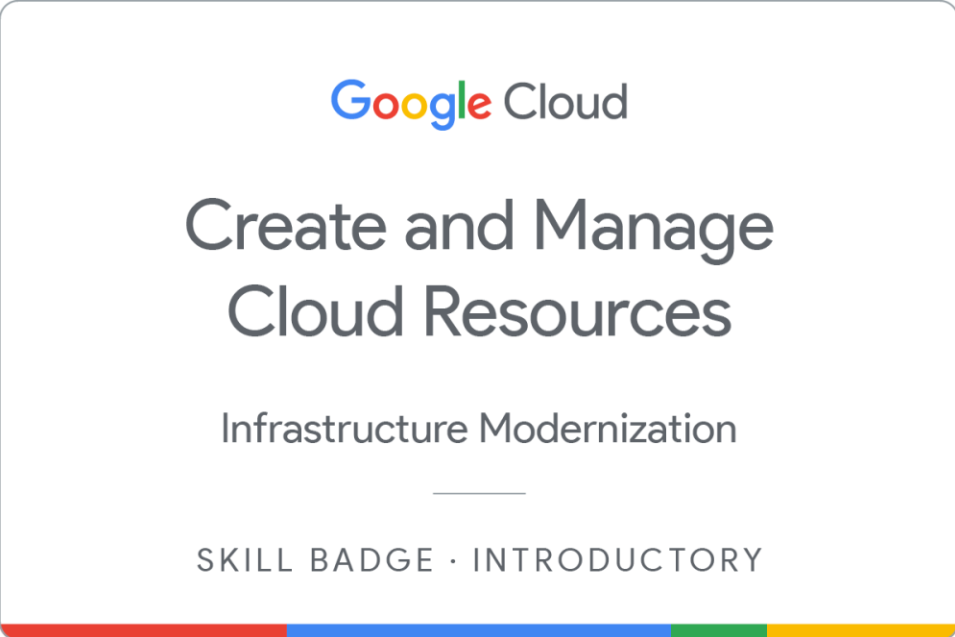 Google Cloud
Create and Manage
Cloud Resources
Infrastructure Modernization
SKILL BADGE · INTRODUCTORY